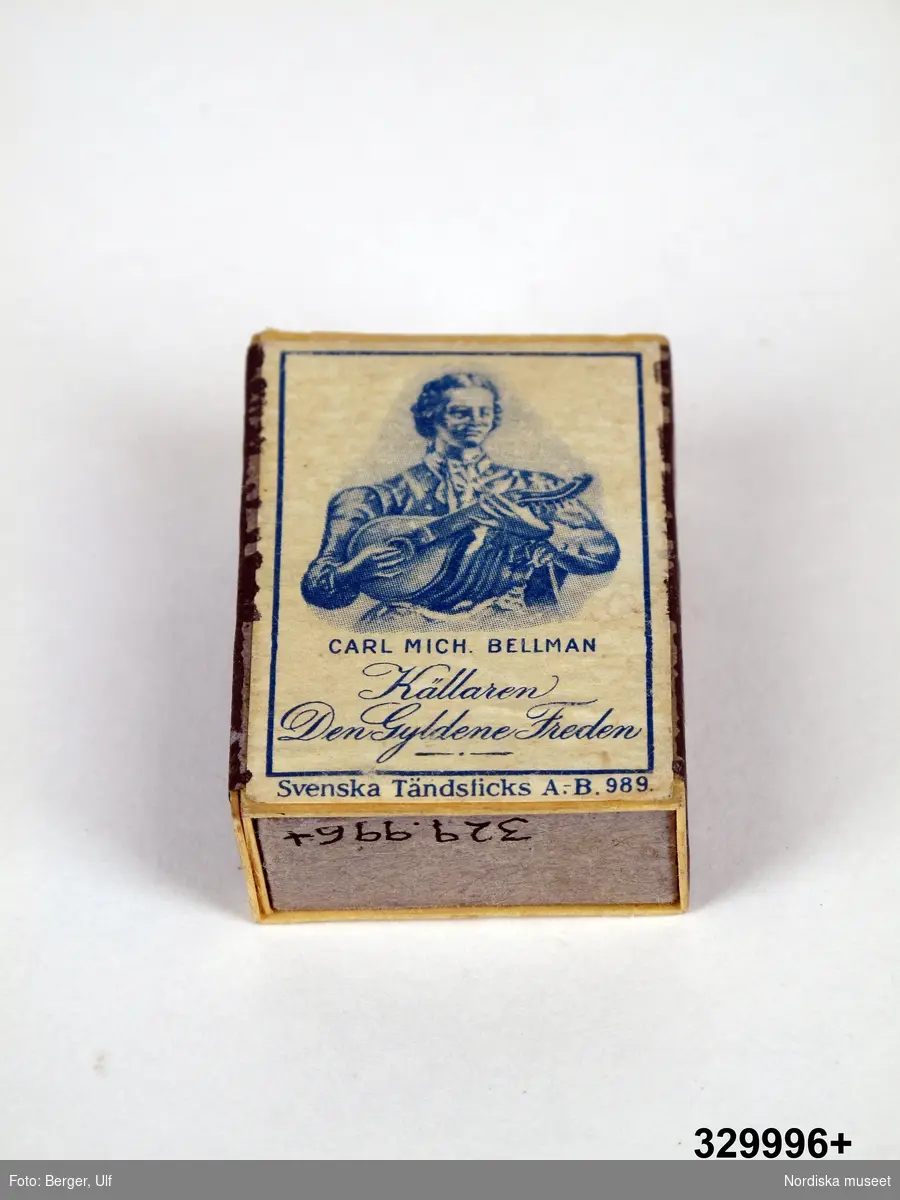 CARL MICH. BELLMAN
Källaren
Den Gyldene Freden
Svenska Tändsticks A.-B. 989.
329.996+
329996+
Foto: Berger, Ulf
Nordiska museet